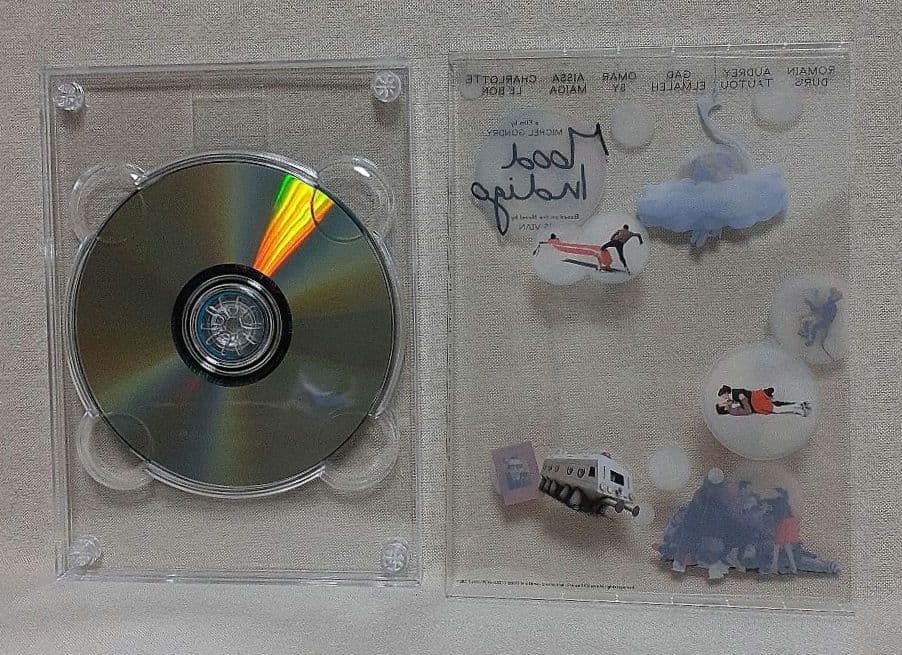 ROMAIN AUDREY GAD OMAR AISSA CHARLOTTE
DURIS TAUTOU ELMALEH SY MAIGA LE BON
a Film by
MICHEL GONDRY
Mood
Indigo
Based on the Novel by
VIAN